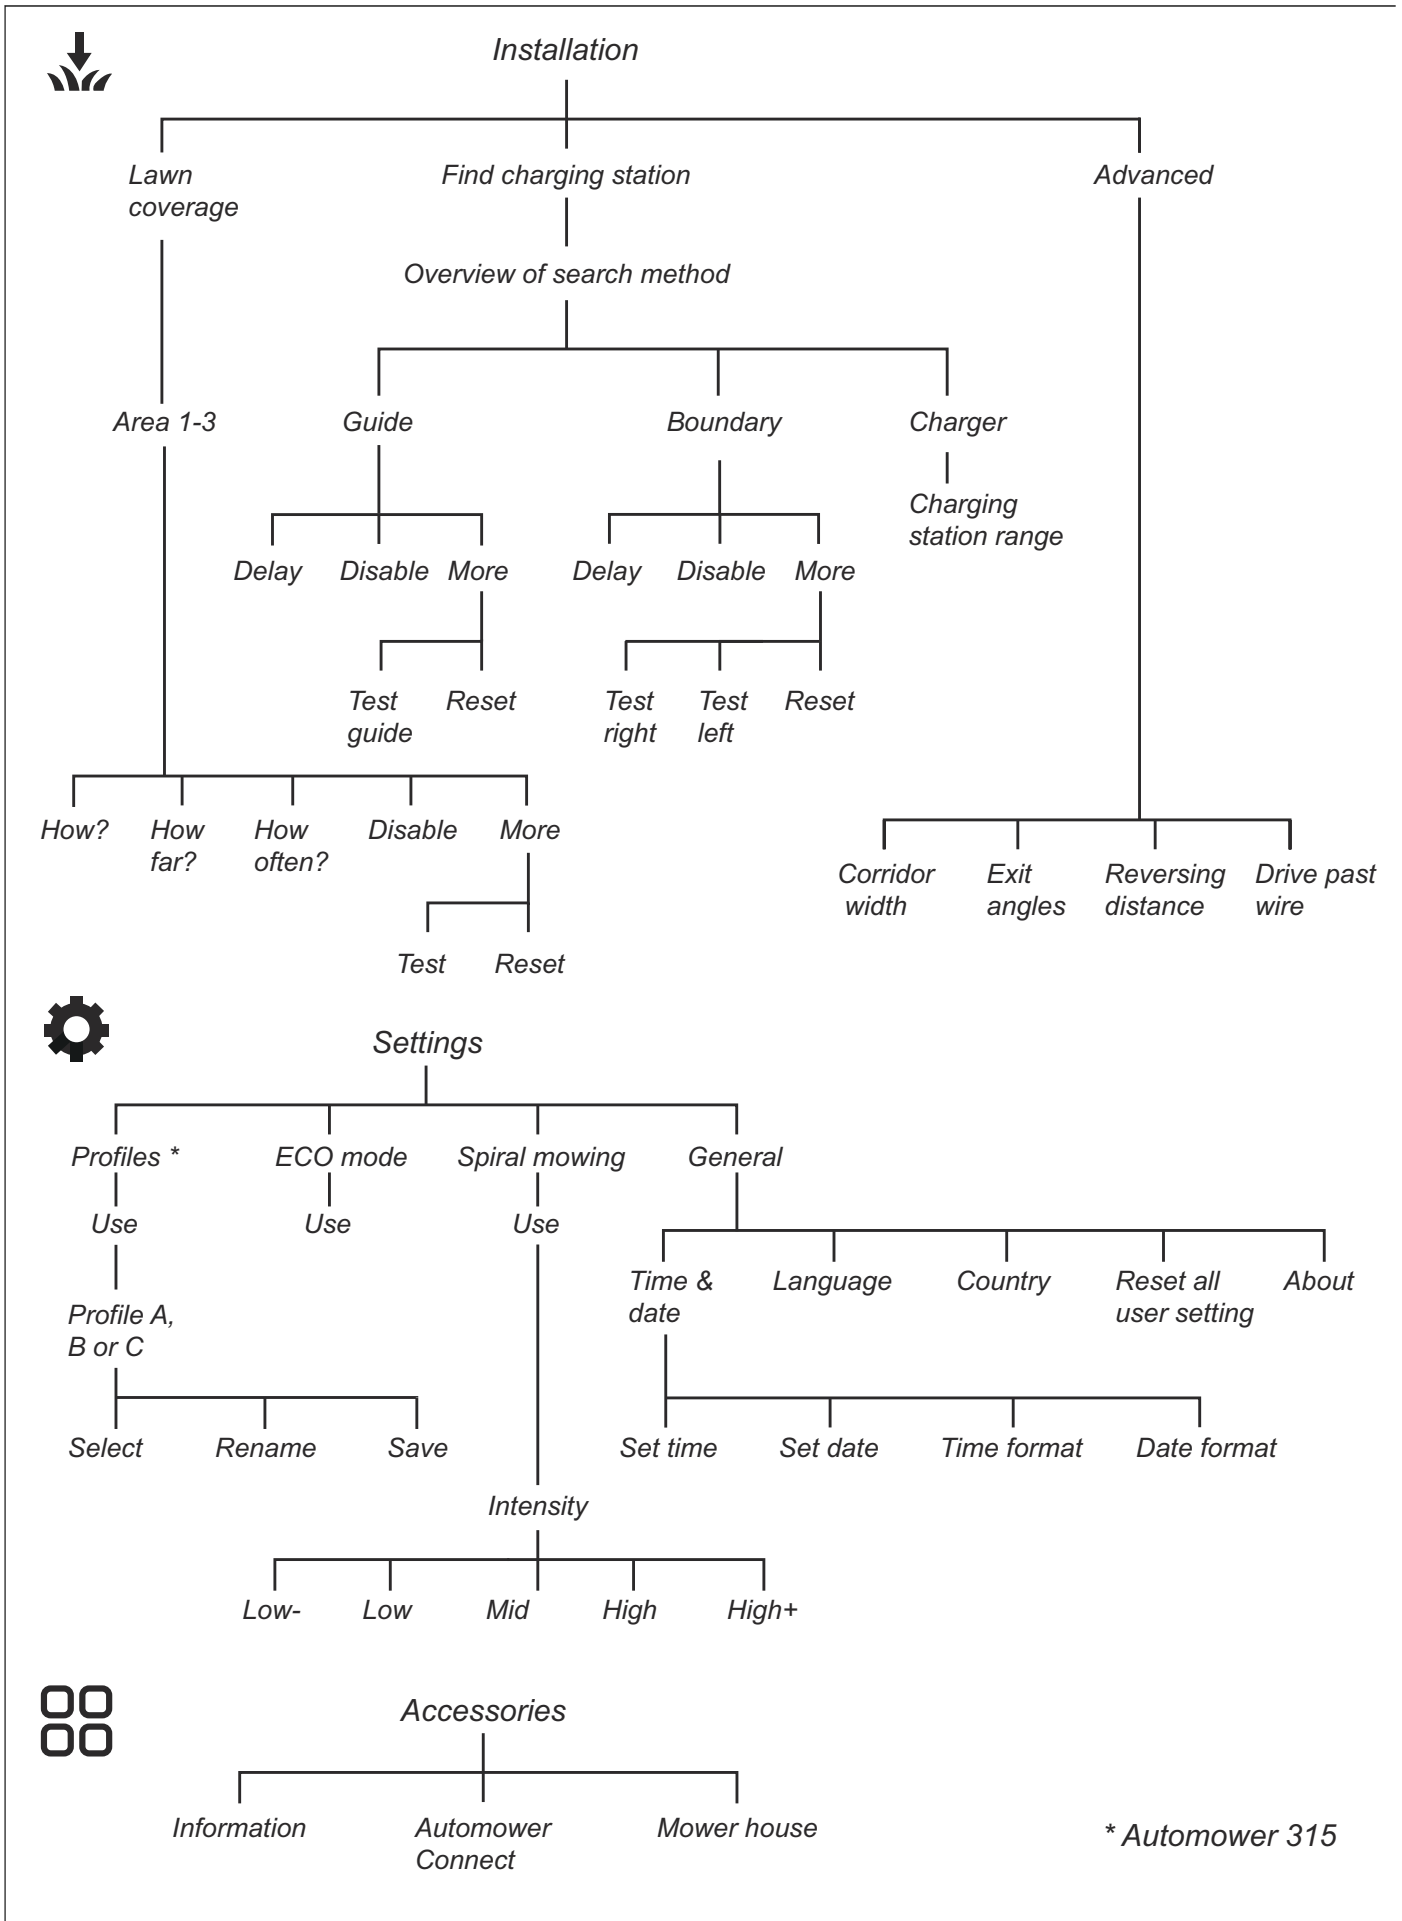 Installation
Lawn
coverage
Find charging station
Advanced
Overview of search method
Area 1-3
Guide
Boundary
Charger
Charging
station range
Delay
Disable
More
Delay
Disable
More
Test
guide
Reset
Test
right
Test
left
Reset
How?
How
far?
How
often?
Disable
More
Corridor
width
Exit
angles
Reversing
distance
Drive past
wire
Test
Reset
Settings
Profiles *
ECO mode
Spiral mowing
General
Use
Use
Use
Time &
date
Language
Country
Reset all
user setting
About
Profile A,
B or C
Select
Rename
Save
Set time
Set date
Time format
Date format
Intensity
Low-
Low
Mid
High
High+
Accessories
Information
Automower
Connect
Mower house
* Automower 315